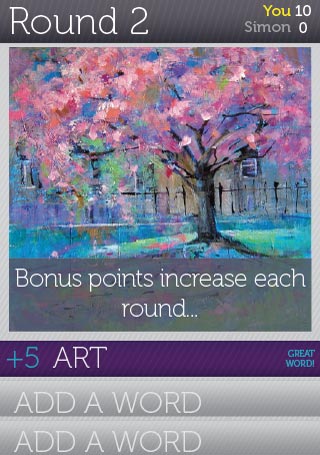 Round 2
You 10
Simon 0
Bonus points increase each
round...
+5 ART
GREAT
WORD!
ADD A WORD
ADD A WORD